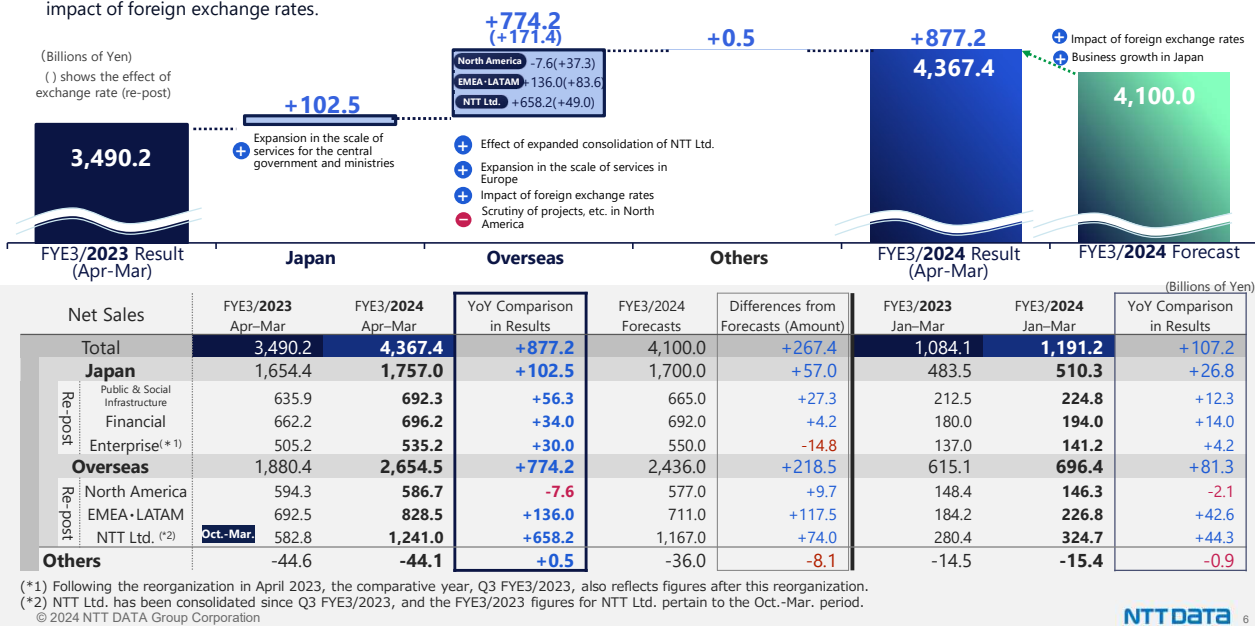 impact of foreign exchange rates.
(Billions of Yen)
( ) shows the effect of
exchange rate (re-post)
3,490.2
+102.5
Expansion in the scale of
services for the central
government and ministries
+774.2
(+171.4)
North America -7.6(+37.3)
EMEA・LATAM +136.0(+83.6)
NTT Ltd. +658.2(+49.0)
Effect of expanded consolidation of NTT Ltd.
Expansion in the scale of services in
Europe
Impact of foreign exchange rates
Scrutiny of projects, etc. in North
America
+0.5
+877.2
4,367.4
Impact of foreign exchange rates
Business growth in Japan
4,100.0
FYE3/2023 Result
(Apr-Mar)
Japan
Overseas
Others
FYE3/2024 Result
(Apr-Mar)
FYE3/2024 Forecast
(Billions of Yen)
Net Sales FYE3/2023 FYE3/2024 YoY Comparison FYE3/2024 Differences from FYE3/2023 FYE3/2024 YoY Comparison
Apr–Mar Apr–Mar in Results Forecasts Forecasts (Amount) Jan–Mar Jan–Mar in Results
Total 3,490.2 4,367.4 +877.2 4,100.0 +267.4 1,084.1 1,191.2 +107.2
Japan 1,654.4 1,757.0 +102.5 1,700.0 +57.0 483.5 510.3 +26.8
Re-post
Public & Social
Infrastructure 635.9 692.3 +56.3 665.0 +27.3 212.5 224.8 +12.3
Financial 662.2 696.2 +34.0 692.0 +4.2 180.0 194.0 +14.0
Enterprise(*1) 505.2 535.2 +30.0 550.0 -14.8 137.0 141.2 +4.2
Overseas 1,880.4 2,654.5 +774.2 2,436.0 +218.5 615.1 696.4 +81.3
Re-post
North America 594.3 586.7 -7.6 577.0 +9.7 148.4 146.3 -2.1
EMEA・LATAM 692.5 828.5 +136.0 711.0 +117.5 184.2 226.8 +42.6
NTT Ltd. (*2) Oct.-Mar. 582.8 1,241.0 +658.2 1,167.0 +74.0 280.4 324.7 +44.3
Others -44.6 -44.1 +0.5 -36.0 -8.1 -14.5 -15.4 -0.9
(*1) Following the reorganization in April 2023, the comparative year, Q3 FYE3/2023, also reflects figures after this reorganization.
(*2) NTT Ltd. has been consolidated since Q3 FYE3/2023, and the FYE3/2023 figures for NTT Ltd. pertain to the Oct.-Mar. period.
© 2024 NTT DATA Group Corporation
NTT DATA 6